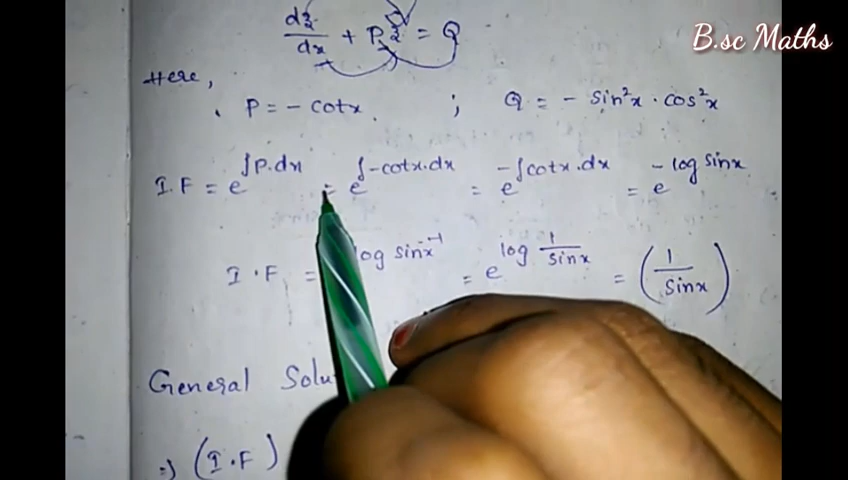 B.sc Maths
dz/dx + Pz = Q
Here,
P = - cotx ; Q = - sin²x · cos²x
I.F = e^∫P.dx = e^∫-cotx.dx = e^-∫cotx.dx = e^-log sinx
I.F = log sinx⁻¹ = e^log 1/sinx = (1/sinx)
General
=> (I.F)